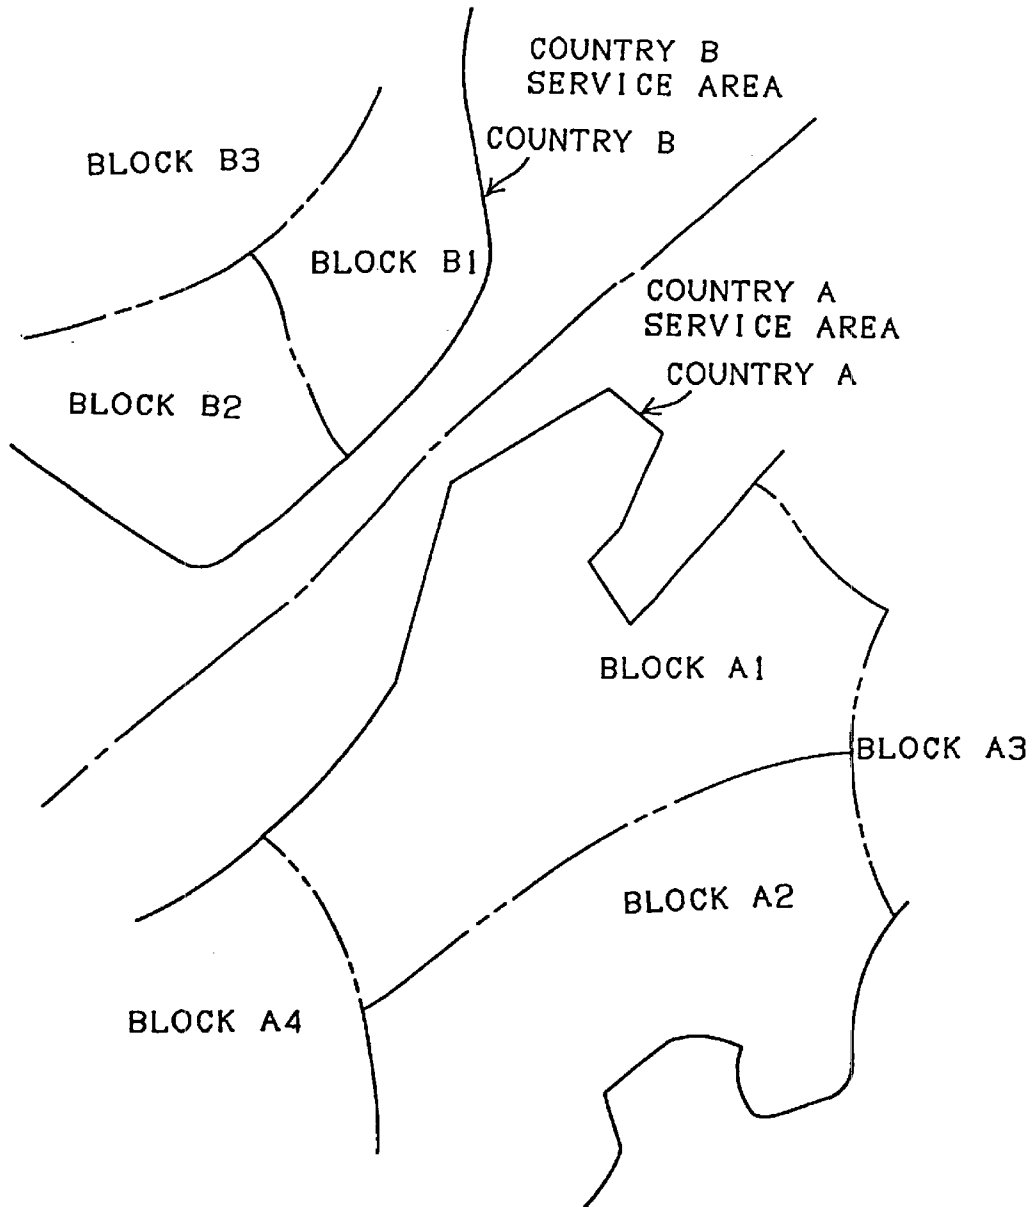 COUNTRY B
SERVICE AREA
COUNTRY B
BLOCK B3
BLOCK B1
COUNTRY A
SERVICE AREA
COUNTRY A
BLOCK B2
BLOCK A1
BLOCK A3
BLOCK A2
BLOCK A4